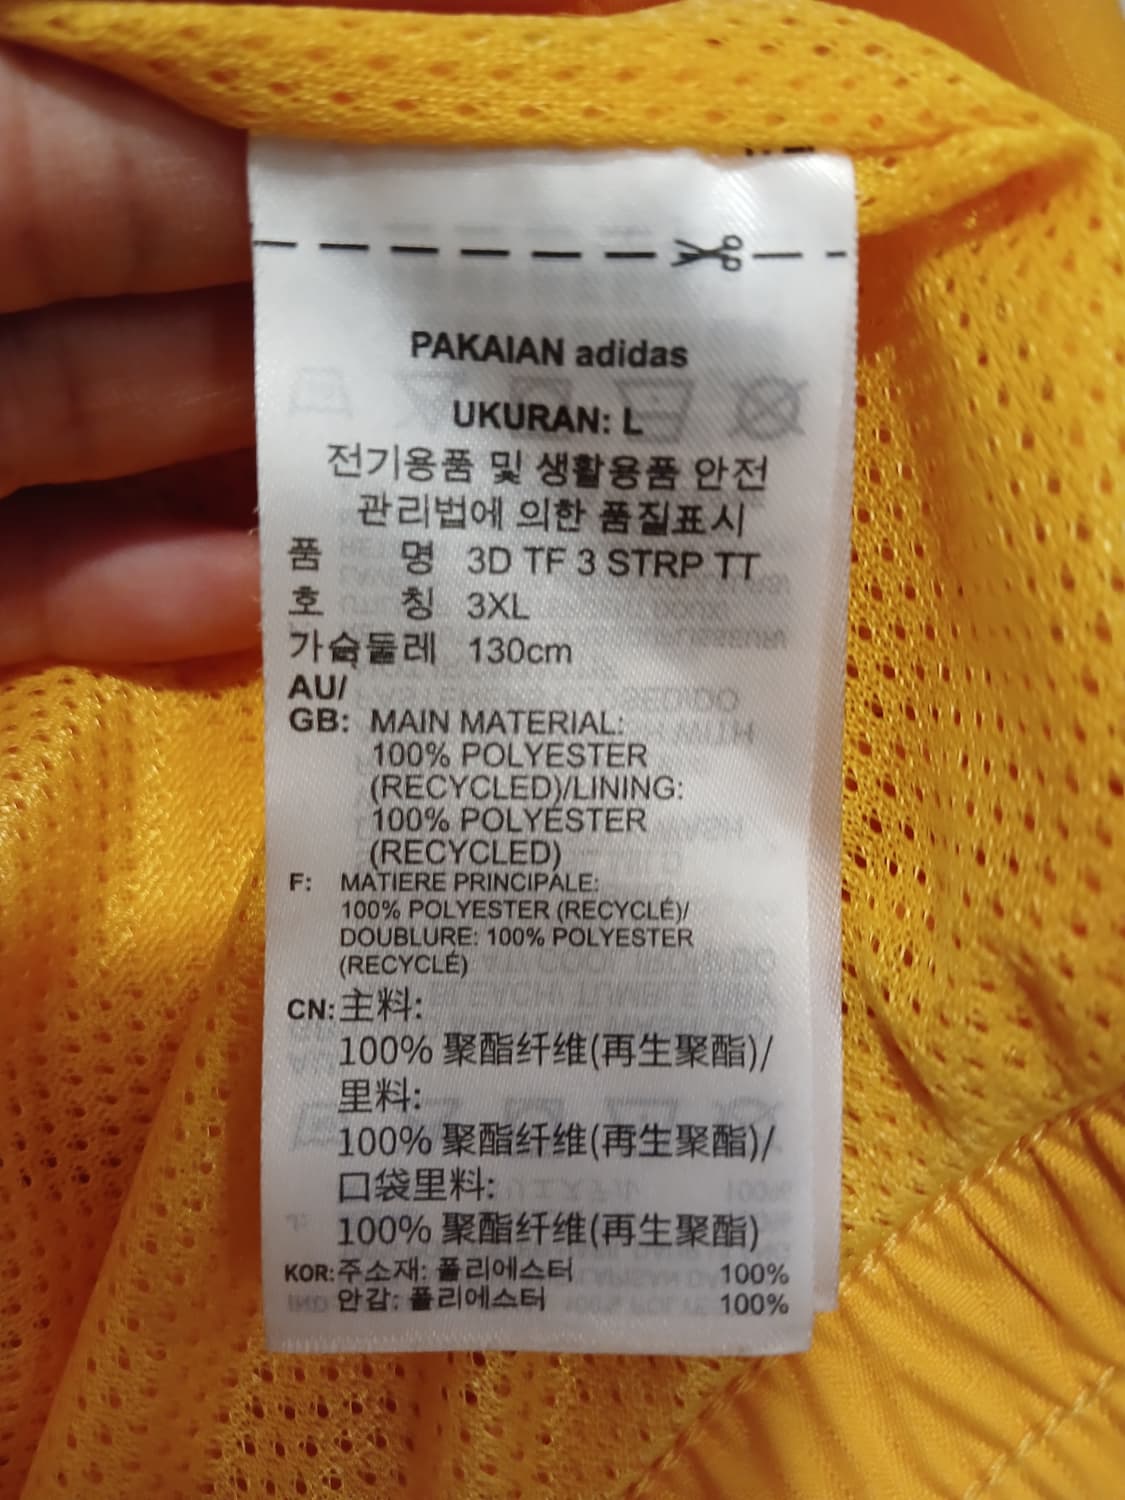 PAKAIAN adidas
UKURAN: L
전기용품 및 생활용품 안전
관리법에 의한 품질표시
품 명 3D TF 3 STRP TT
호 칭 3XL
가슴둘레 130cm
AU/
GB: MAIN MATERIAL:
100% POLYESTER
(RECYCLED)/LINING:
100% POLYESTER
(RECYCLED)
F: MATIERE PRINCIPALE:
100% POLYESTER (RECYCLÉ)/
DOUBLURE: 100% POLYESTER
(RECYCLÉ)
CN: 主料:
100% 聚酯纤维(再生聚酯)/
里料:
100% 聚酯纤维(再生聚酯)/
口袋里料:
100% 聚酯纤维(再生聚酯)
KOR: 주소재: 폴리에스터 100%
안감: 폴리에스터 100%